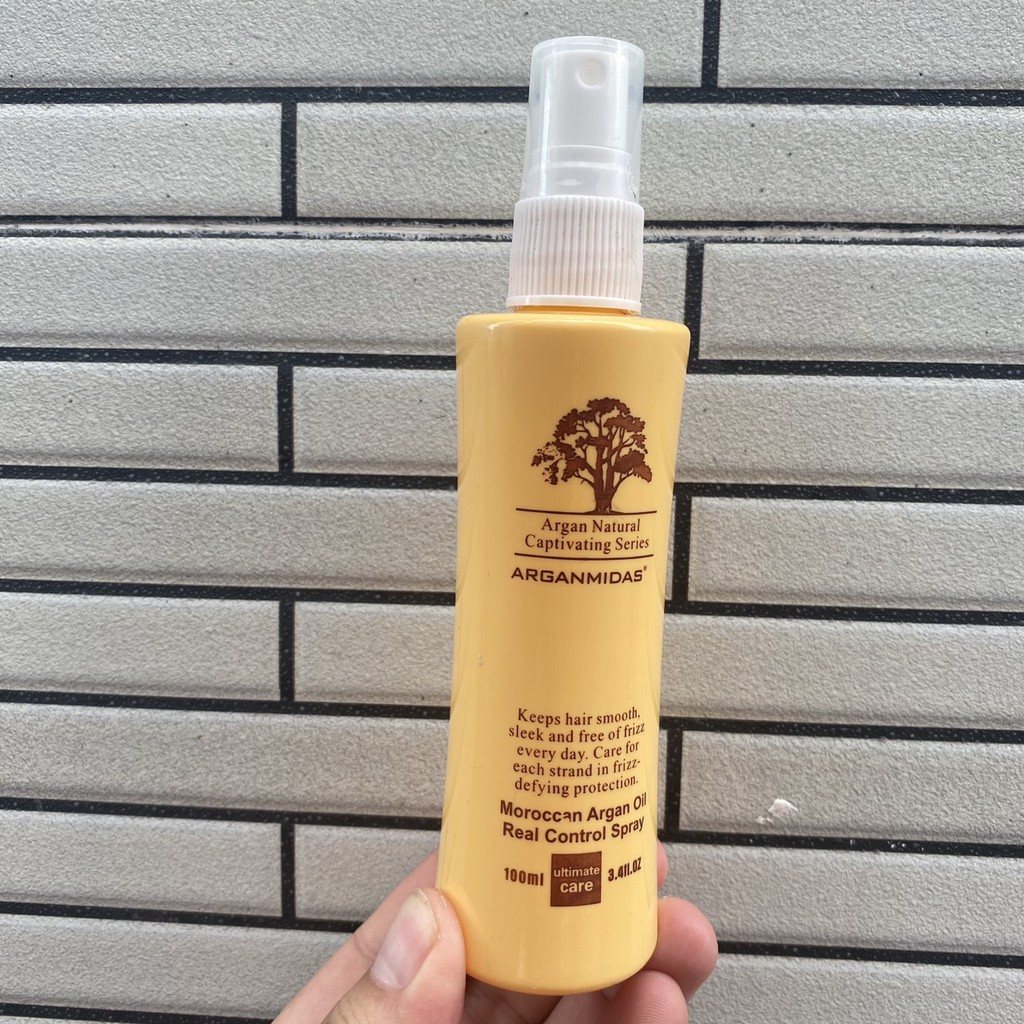 Argan Natural
Captivating Series
ARGANMIDAS®
Keeps hair smooth,
sleek and free of frizz
every day. Care for
each strand in frizz-
defying protection.
Moroccan Argan Oil
Real Control Spray
100ml ultimate care 3.4fl.OZ